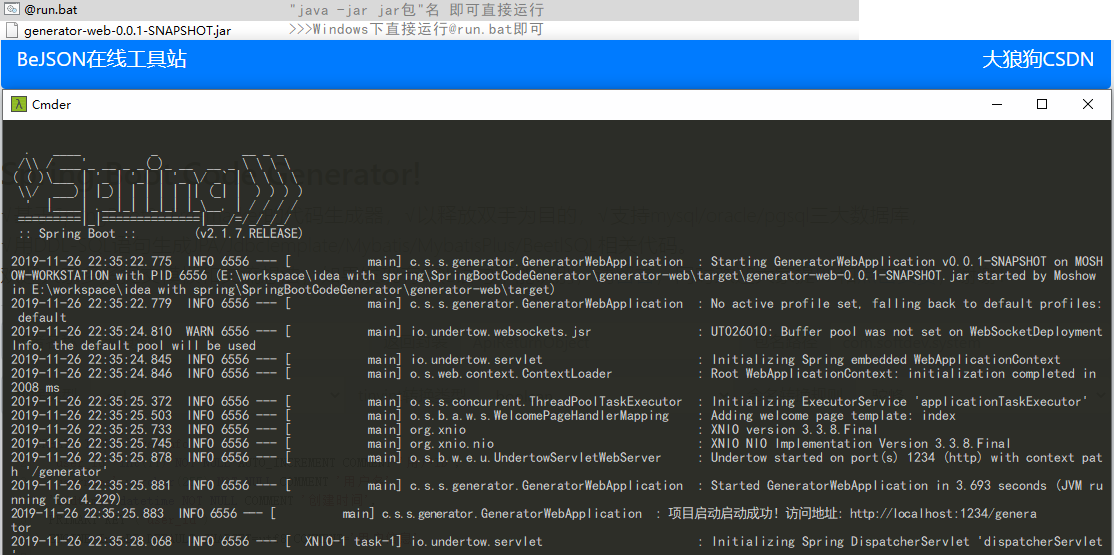 @run.bat "java -jar jar包"名 即可直接运行
generator-web-0.0.1-SNAPSHOT.jar >>>Windows下直接运行@run.bat即可
BeJSON在线工具站 大狼狗CSDN
Cmder
:: Spring Boot :: (v2.1.7.RELEASE)
2019-11-26 22:35:22.775 INFO 6556 --- [ main] c.s.s.generator.GeneratorWebApplication : Starting GeneratorWebApplication v0.0.1-SNAPSHOT on MOSH
OW-WORKSTATION with PID 6556 (E:\workspace\idea with spring\SpringBootCodeGenerator\generator-web\target\generator-web-0.0.1-SNAPSHOT.jar started by Moshow
in E:\workspace\idea with spring\SpringBootCodeGenerator\generator-web\target)
2019-11-26 22:35:22.779 INFO 6556 --- [ main] c.s.s.generator.GeneratorWebApplication : No active profile set, falling back to default profiles:
default
2019-11-26 22:35:24.810 WARN 6556 --- [ main] io.undertow.websockets.jsr : UT026010: Buffer pool was not set on WebSocketDeployment
Info, the default pool will be used
2019-11-26 22:35:24.845 INFO 6556 --- [ main] io.undertow.servlet : Initializing Spring embedded WebApplicationContext
2019-11-26 22:35:24.846 INFO 6556 --- [ main] o.s.web.context.ContextLoader : Root WebApplicationContext: initialization completed in
2008 ms
2019-11-26 22:35:25.372 INFO 6556 --- [ main] o.s.s.concurrent.ThreadPoolTaskExecutor : Initializing ExecutorService 'applicationTaskExecutor'
2019-11-26 22:35:25.503 INFO 6556 --- [ main] o.s.b.a.w.s.WelcomePageHandlerMapping : Adding welcome page template: index
2019-11-26 22:35:25.733 INFO 6556 --- [ main] org.xnio : XNIO version 3.3.8.Final
2019-11-26 22:35:25.745 INFO 6556 --- [ main] org.xnio.nio : XNIO NIO Implementation Version 3.3.8.Final
2019-11-26 22:35:25.878 INFO 6556 --- [ main] o.s.b.w.e.u.UndertowServletWebServer : Undertow started on port(s) 1234 (http) with context pat
h '/generator'
2019-11-26 22:35:25.881 INFO 6556 --- [ main] c.s.s.generator.GeneratorWebApplication : Started GeneratorWebApplication in 3.693 seconds (JVM ru
nning for 4.229)
2019-11-26 22:35:25.883 INFO 6556 --- [ main] c.s.s.generator.GeneratorWebApplication : 项目启动启动成功！访问地址: http://localhost:1234/genera
tor
2019-11-26 22:35:28.068 INFO 6556 --- [ XNIO-1 task-1] io.undertow.servlet : Initializing Spring DispatcherServlet 'dispatcherServlet